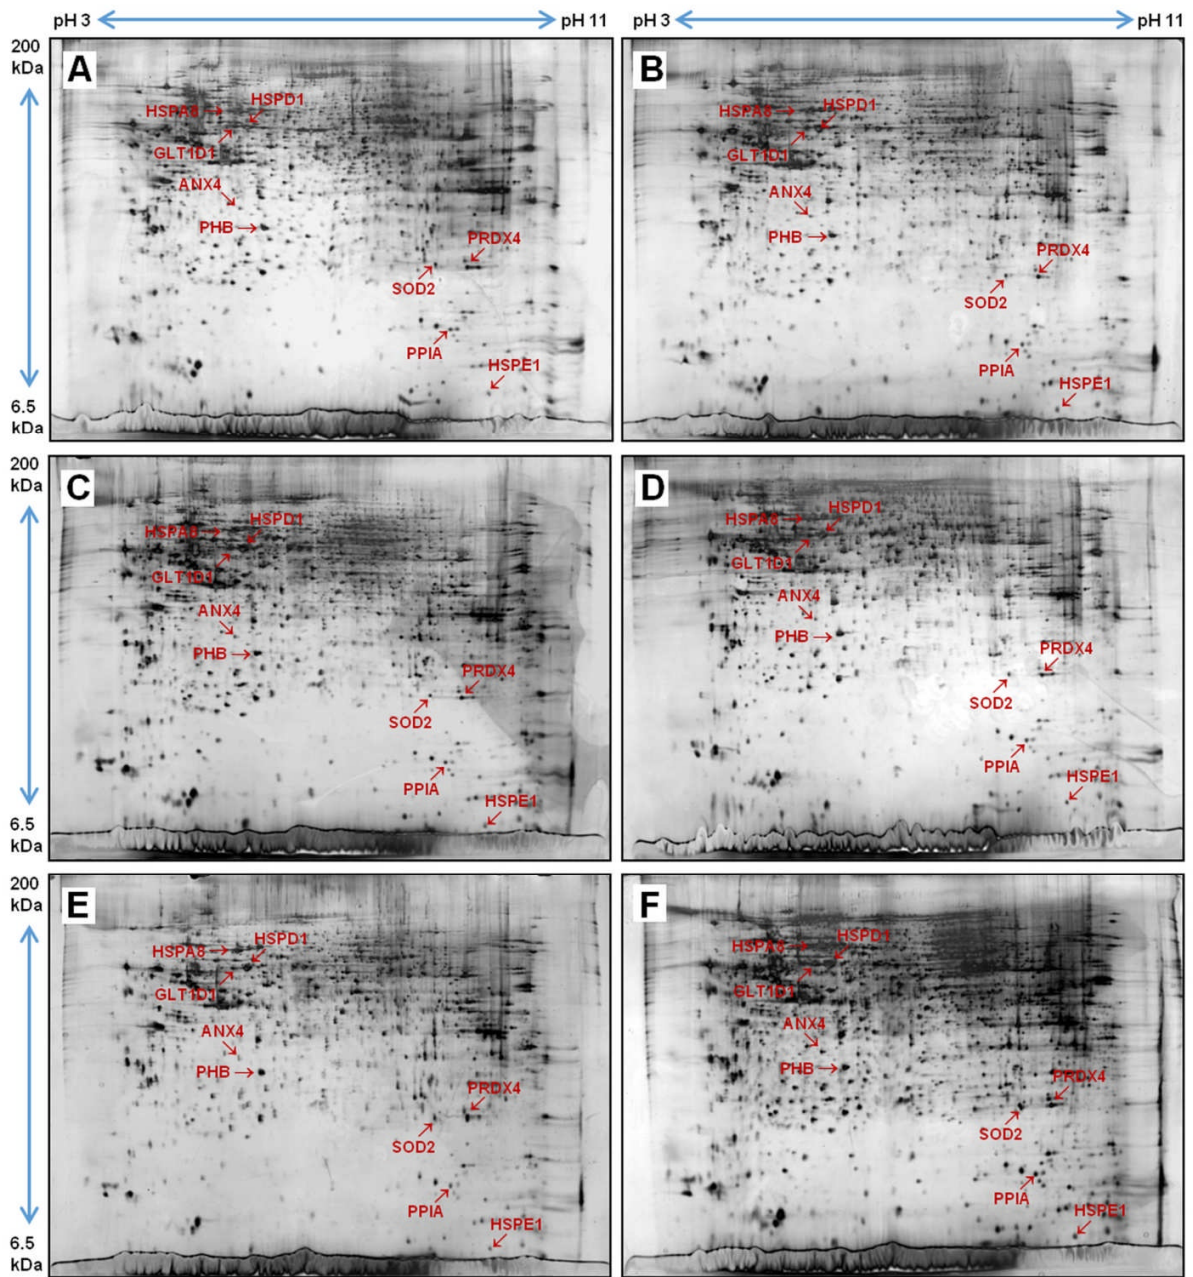 pH 3 pH 11 pH 3 pH 11
200
kDa
A
HSPA8
HSPD1
GLT1D1
ANX4
PHB
PRDX4
SOD2
PPIA
HSPE1
6.5
kDa
B
HSPA8
HSPD1
GLT1D1
ANX4
PHB
PRDX4
SOD2
PPIA
HSPE1
200
kDa
C
HSPA8
HSPD1
GLT1D1
ANX4
PHB
PRDX4
SOD2
PPIA
HSPE1
6.5
kDa
D
HSPA8
HSPD1
GLT1D1
ANX4
PHB
PRDX4
SOD2
PPIA
HSPE1
200
kDa
E
HSPA8
HSPD1
GLT1D1
ANX4
PHB
PRDX4
SOD2
PPIA
HSPE1
6.5
kDa
F
HSPA8
HSPD1
GLT1D1
ANX4
PHB
PRDX4
SOD2
PPIA
HSPE1